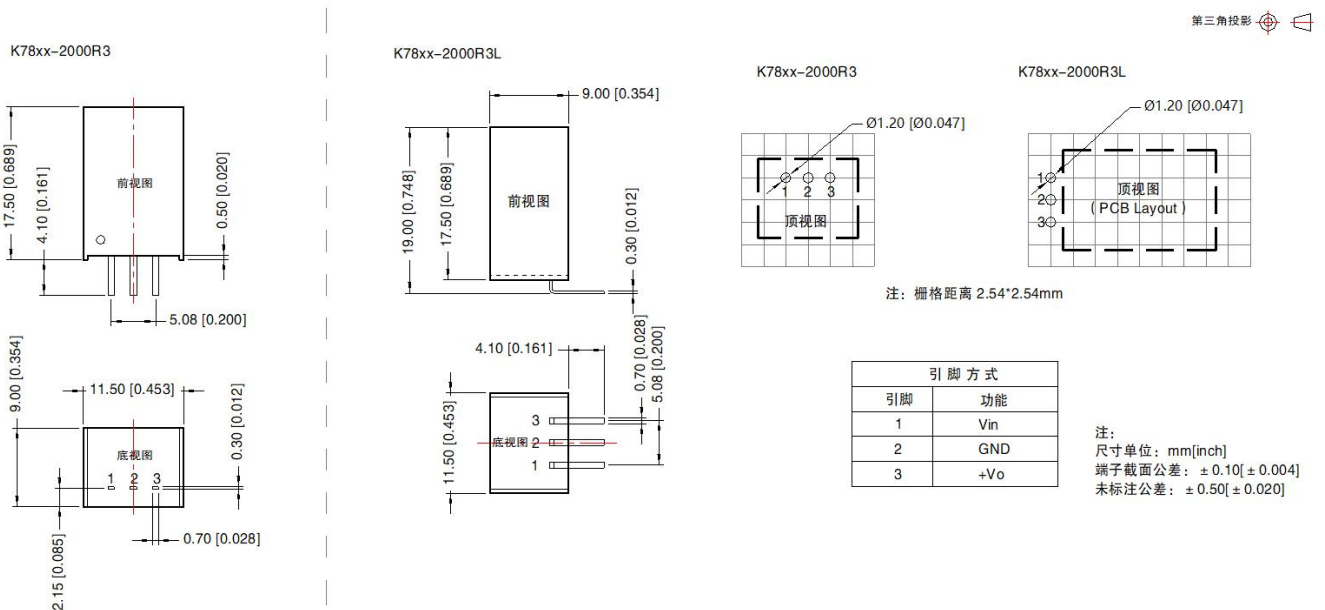 第三角投影
K78xx-2000R3
17.50 [0.689]
4.10 [0.161]
前视图
0.50 [0.020]
5.08 [0.200]
9.00 [0.354]
11.50 [0.453]
0.30 [0.012]
底视图
1 2 3
0.70 [0.028]
2.15 [0.085]
K78xx-2000R3L
9.00 [0.354]
19.00 [0.748]
17.50 [0.689]
前视图
0.30 [0.012]
4.10 [0.161]
0.70 [0.028]
5.08 [0.200]
11.50 [0.453]
3
底视图 2
1
K78xx-2000R3
Ø1.20 [Ø0.047]
1 2 3
顶视图
K78xx-2000R3L
Ø1.20 [Ø0.047]
1
2
3
顶视图
( PCB Layout )
注：栅格距离 2.54*2.54mm
引脚方式
引脚 功能
1 Vin
2 GND
3 +Vo
注：
尺寸单位：mm[inch]
端子截面公差：±0.10[±0.004]
未标注公差：±0.50[±0.020]